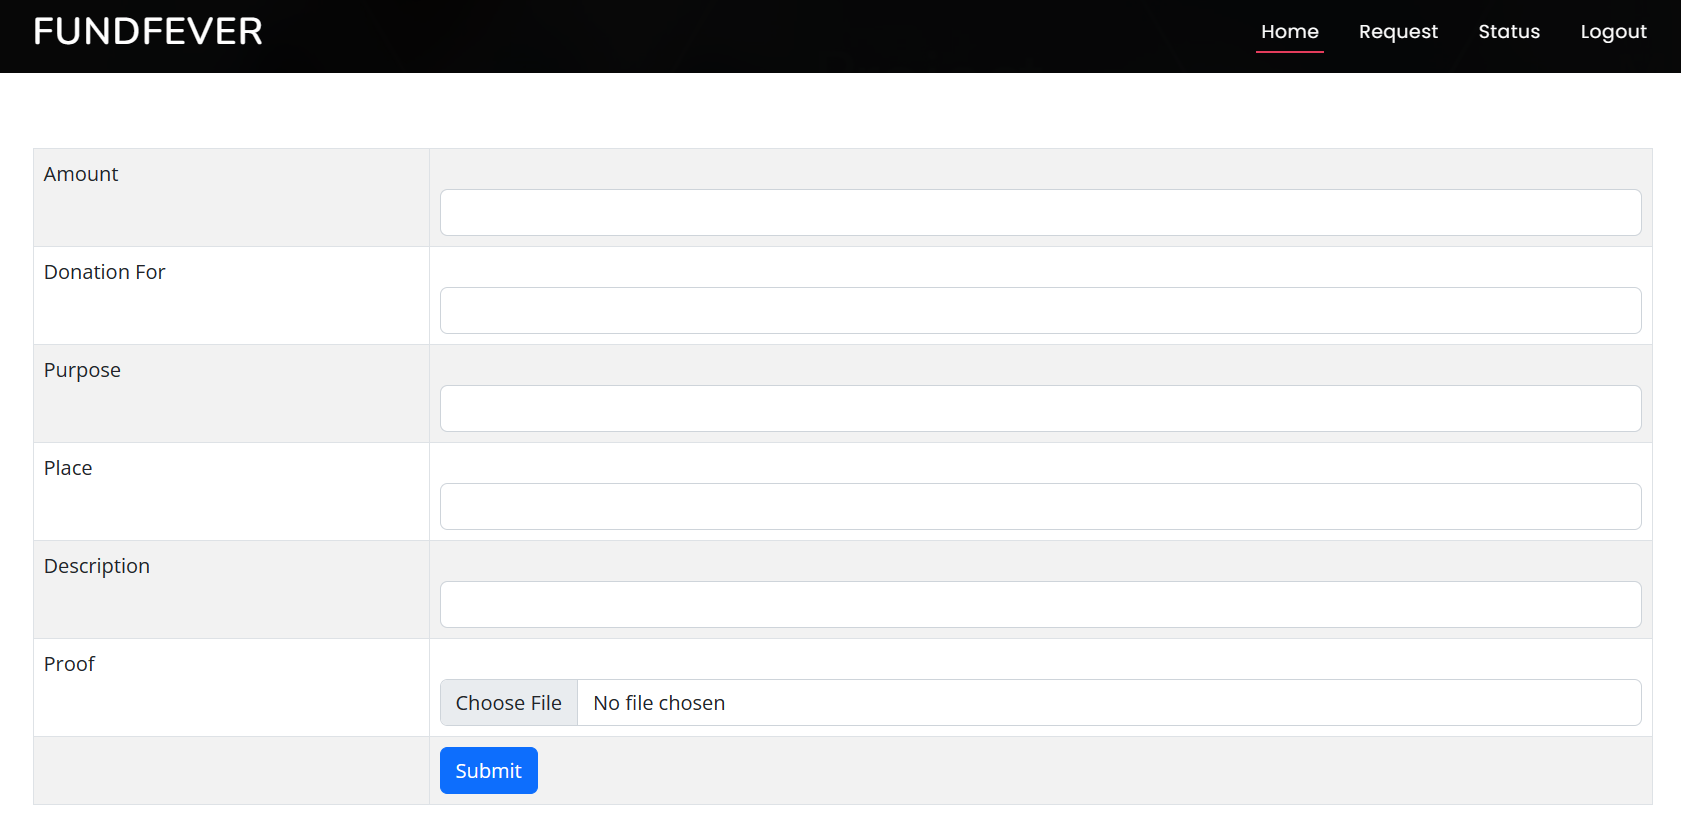 FUNDFEVER
Home Request Status Logout
Amount
Donation For
Purpose
Place
Description
Proof
Choose File No file chosen
Submit